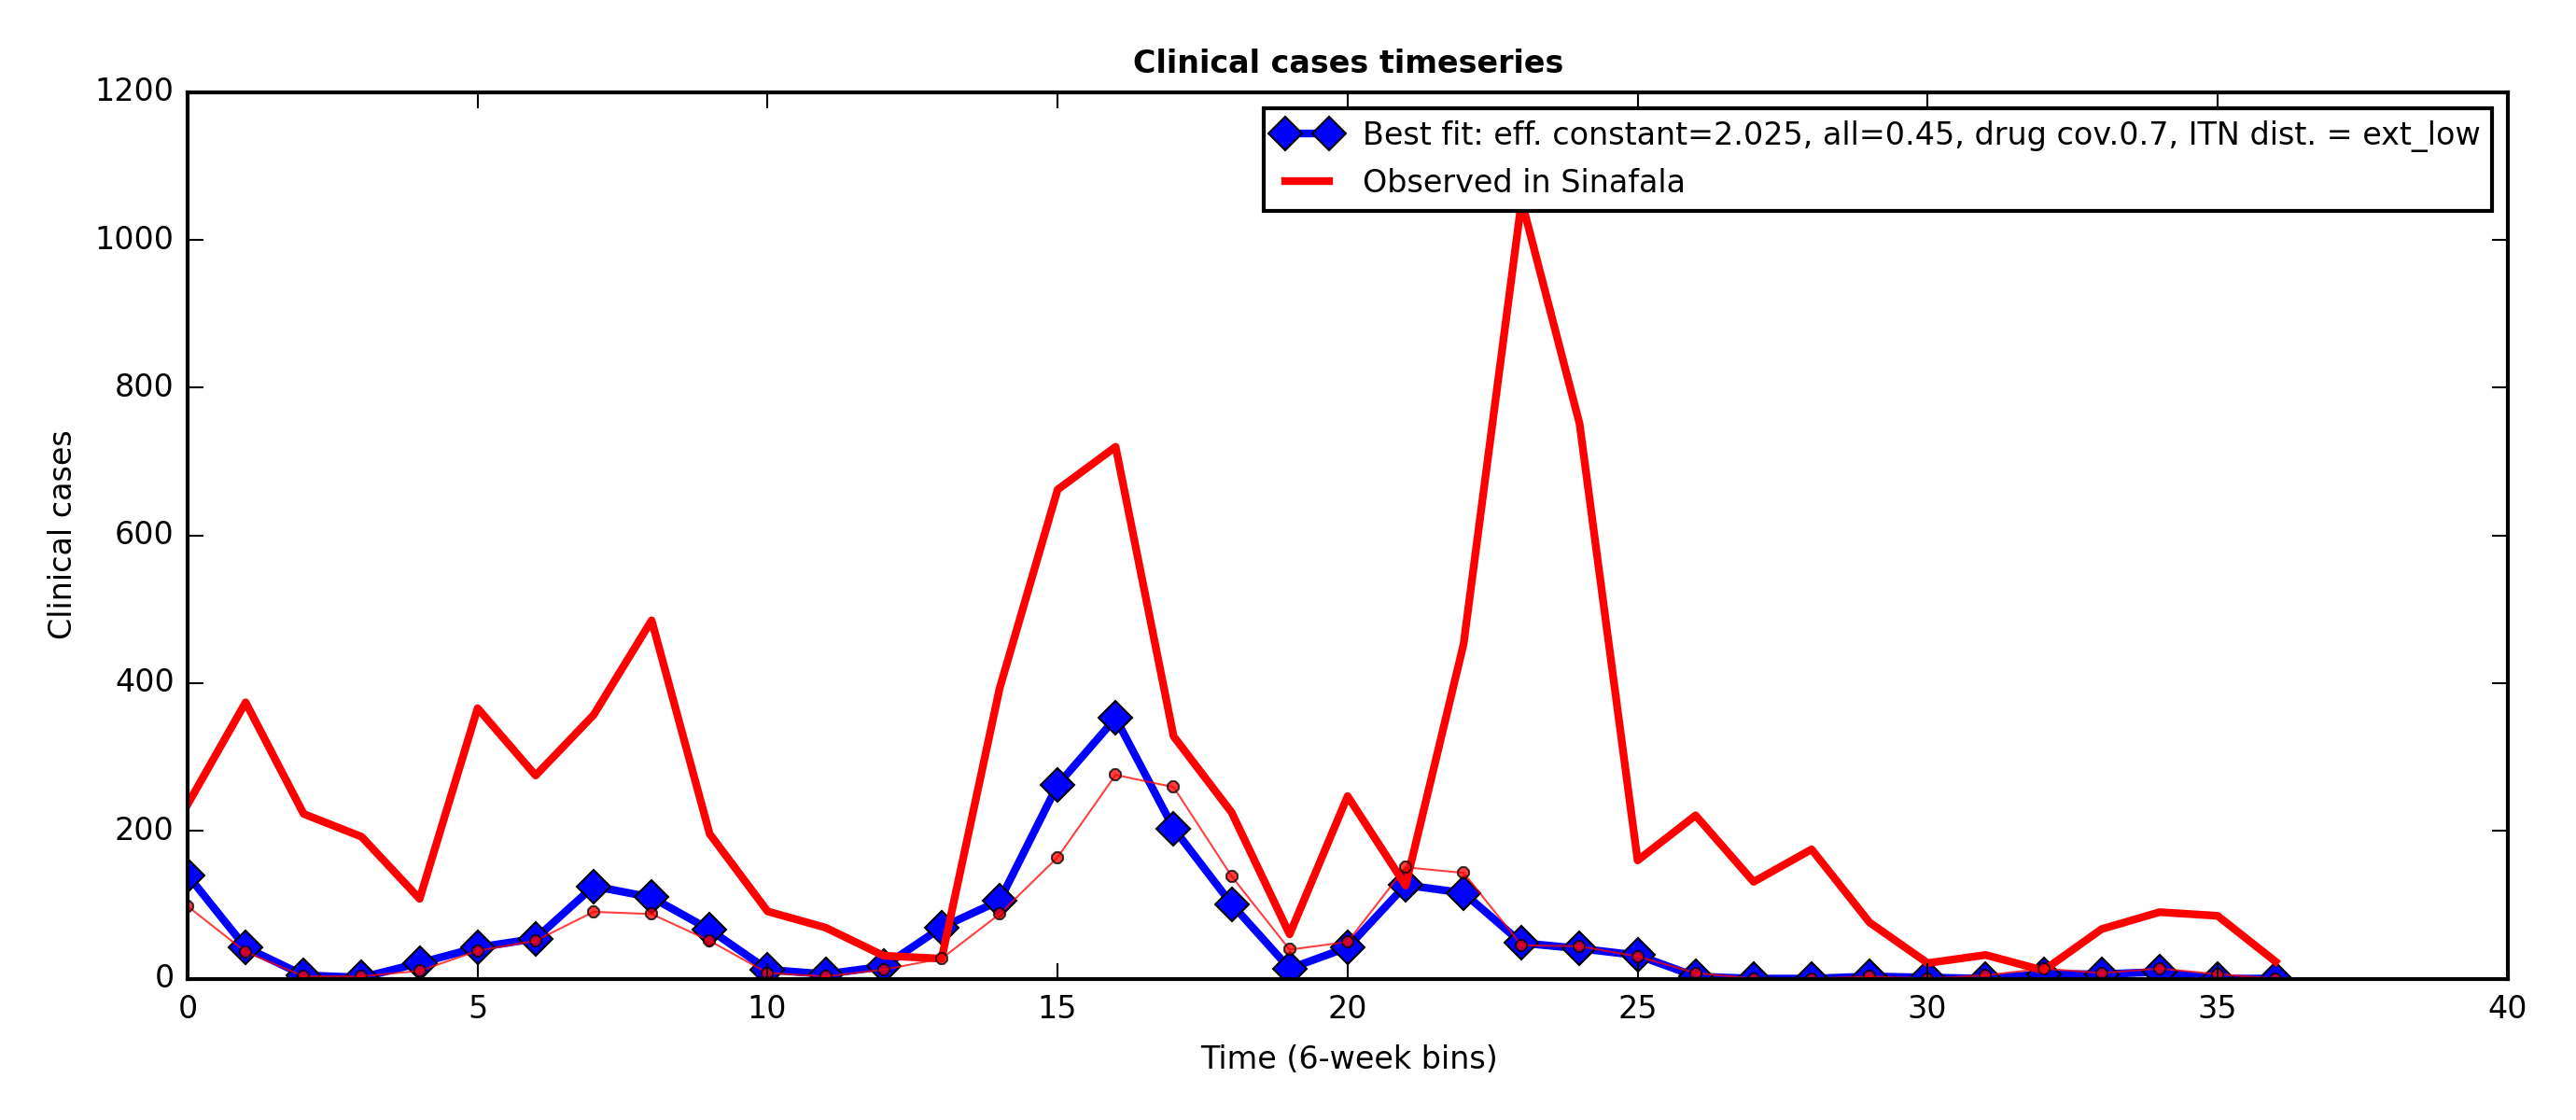 Clinical cases timeseries
1200
1000
800
600
400
200
0
Clinical cases
Best fit: eff. constant=2.025, all=0.45, drug cov.0.7, ITN dist. = ext_low
Observed in Sinafala
0 5 10 15 20 25 30 35 40
Time (6-week bins)